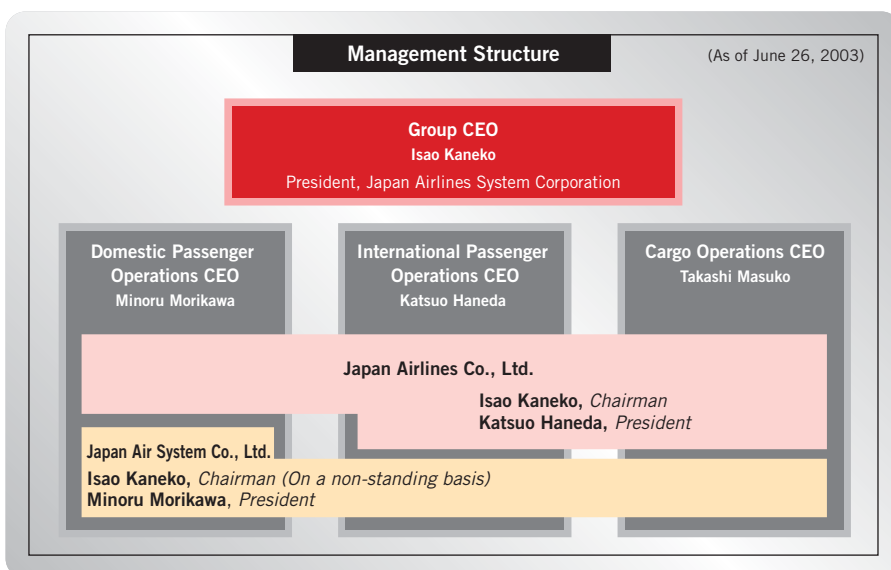 Management Structure
(As of June 26, 2003)
Group CEO
Isao Kaneko
President, Japan Airlines System Corporation
Domestic Passenger
Operations CEO
Minoru Morikawa
International Passenger
Operations CEO
Katsuo Haneda
Cargo Operations CEO
Takashi Masuko
Japan Airlines Co., Ltd.
Isao Kaneko, Chairman
Katsuo Haneda, President
Japan Air System Co., Ltd.
Isao Kaneko, Chairman (On a non-standing basis)
Minoru Morikawa, President